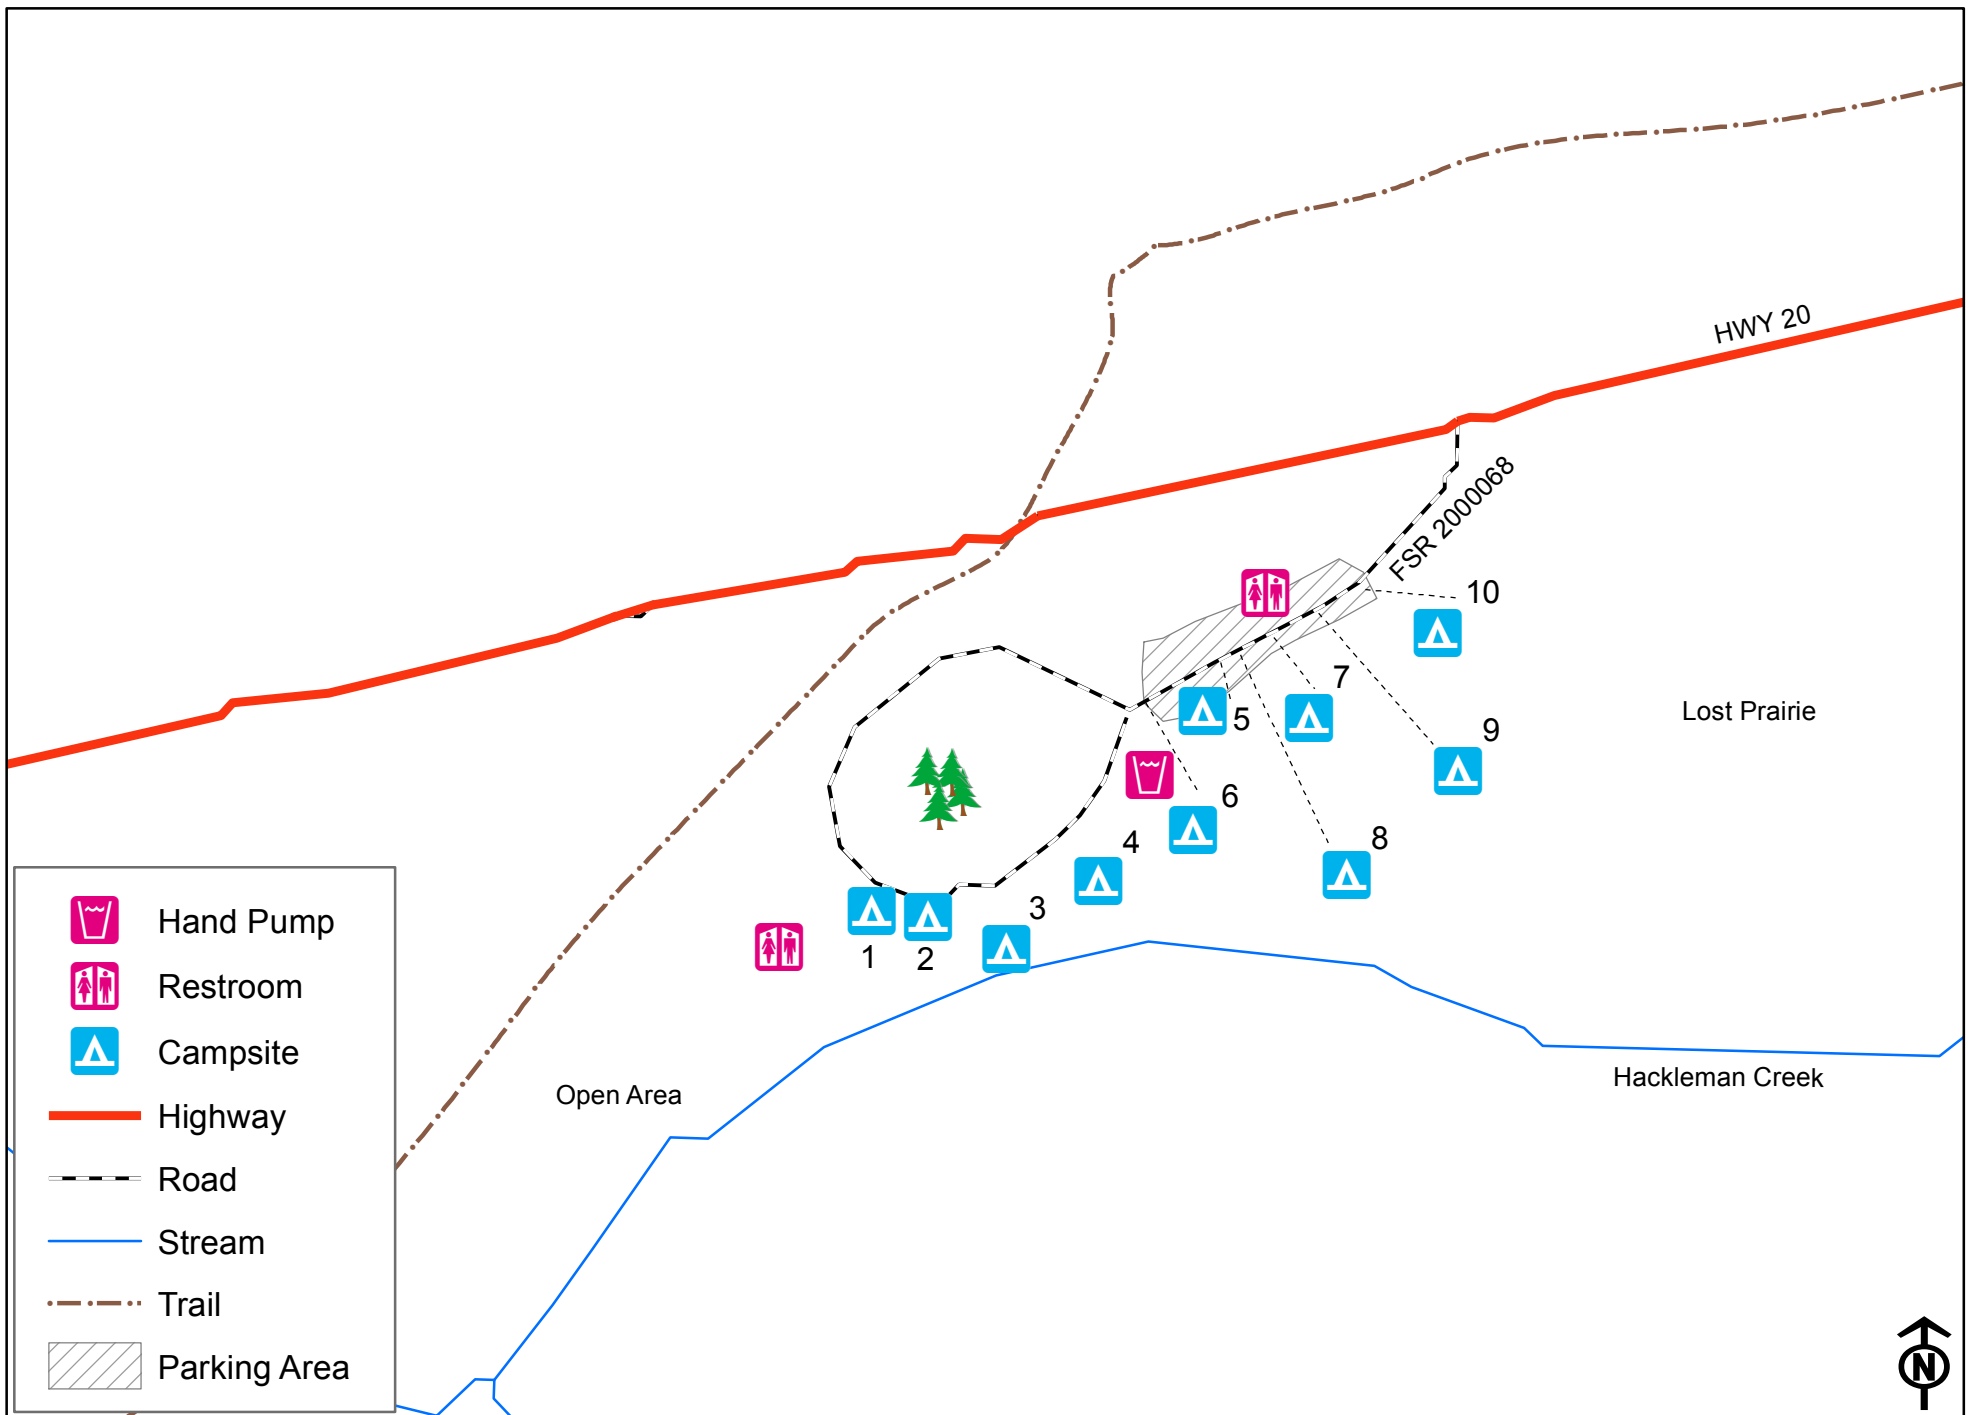 HWY 20
FSR 2000068
10
7
Lost Prairie
5
9
6
4
8
3
1
2
Hand Pump
Restroom
Campsite
Highway
Road
Stream
Trail
Parking Area
Open Area
Hackleman Creek
N